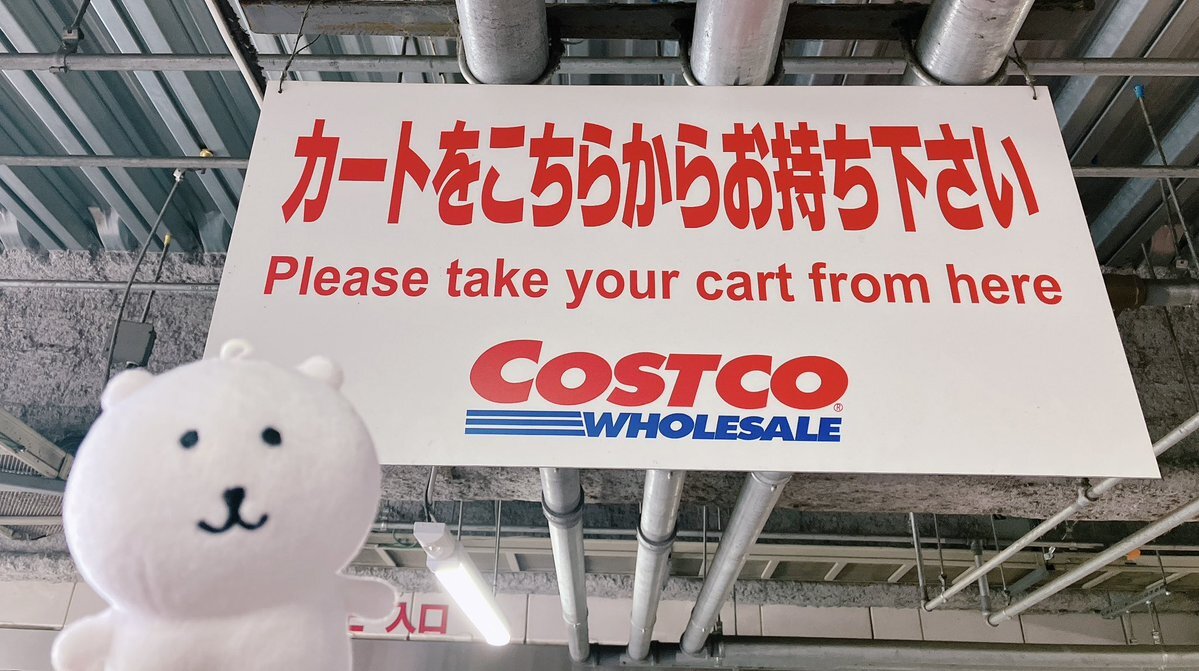 カートをこちらからお持ち下さい
Please take your cart from here
COSTCO®
WHOLESALE
入口